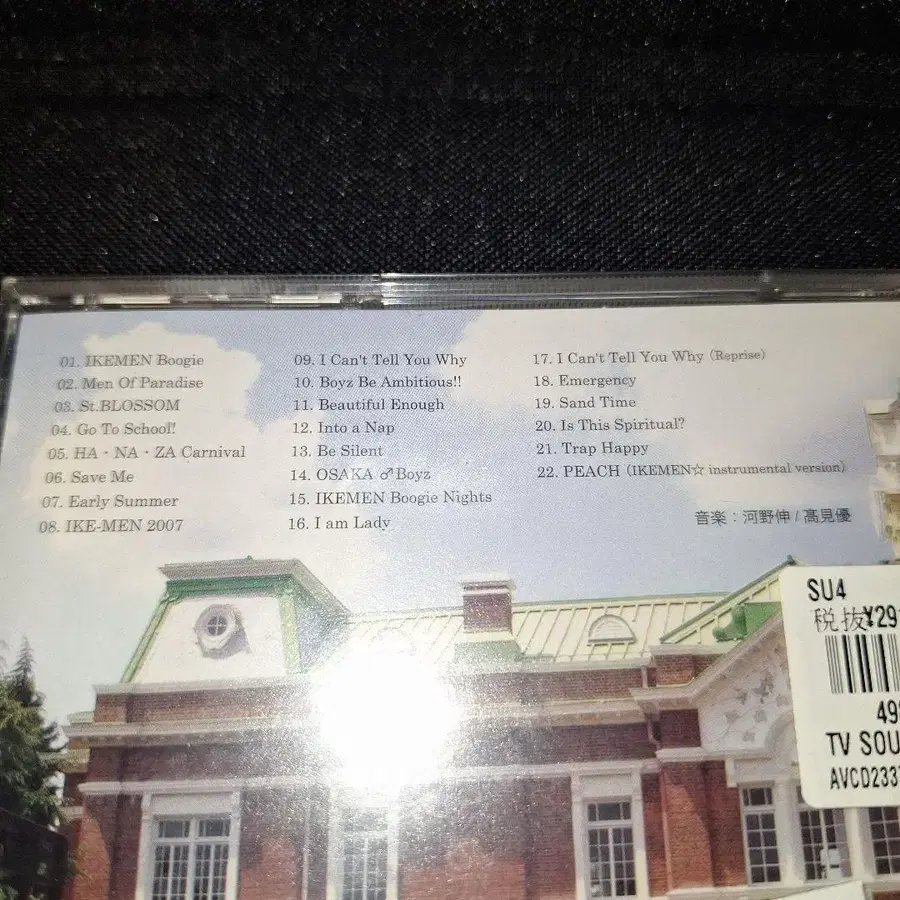 01. IKEMEN Boogie
02. Men Of Paradise
03. St.BLOSSOM
04. Go To School!
05. HA・NA・ZA Carnival
06. Save Me
07. Early Summer
08. IKE-MEN 2007
09. I Can't Tell You Why
10. Boyz Be Ambitious!!
11. Beautiful Enough
12. Into a Nap
13. Be Silent
14. OSAKA ♂Boyz
15. IKEMEN Boogie Nights
16. I am Lady
17. I Can't Tell You Why (Reprise)
18. Emergency
19. Sand Time
20. Is This Spiritual?
21. Trap Happy
22. PEACH (IKEMEN☆ instrumental version)
音楽：河野伸 / 髙見優
SU4
税抜¥29
49
TV SOU
AVCD233